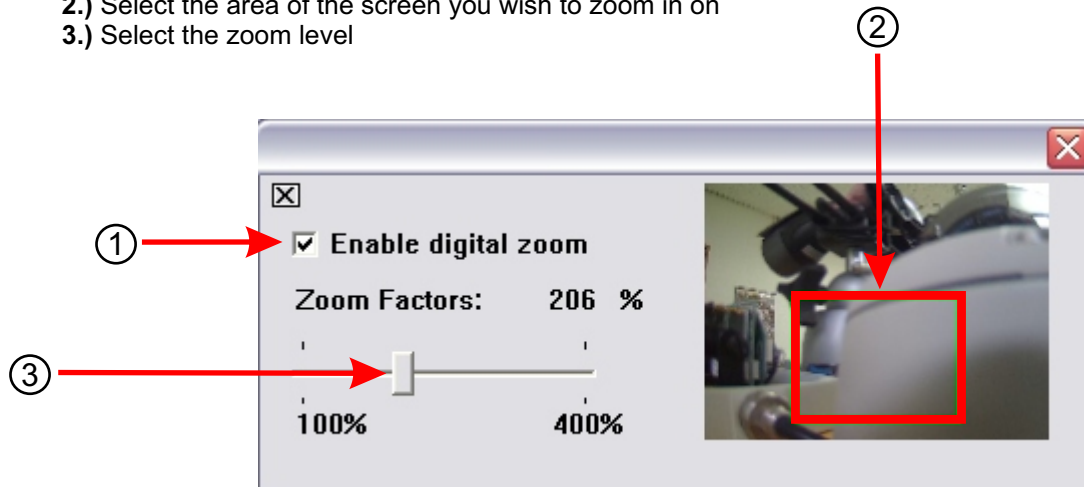 2.) Select the area of the screen you wish to zoom in on
3.) Select the zoom level
2
1
Enable digital zoom
Zoom Factors: 206 %
3
100% 400%